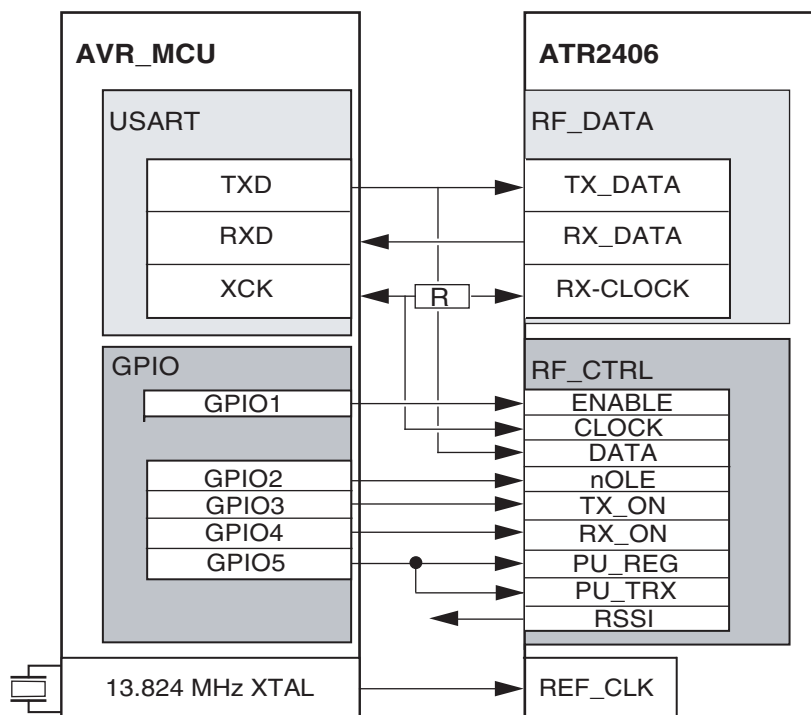 AVR_MCU
USART
TXD
RXD
XCK
GPIO
GPIO1
GPIO2
GPIO3
GPIO4
GPIO5
13.824 MHz XTAL
R
ATR2406
RF_DATA
TX_DATA
RX_DATA
RX-CLOCK
RF_CTRL
ENABLE
CLOCK
DATA
nOLE
TX_ON
RX_ON
PU_REG
PU_TRX
RSSI
REF_CLK